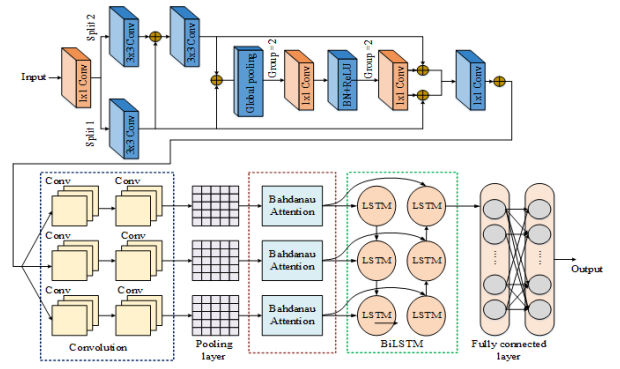 Split 2
3x3 Conv
3x3 Conv
Input
1x1 Conv
Split 1
3x3 Conv
Global pooling
Group=2
1x1 Conv
BN+ReLU
Group=2
1x1 Conv
1x1 Conv
Conv
Conv
Bahdanau
Attention
LSTM
LSTM
Conv
Conv
Bahdanau
Attention
LSTM
LSTM
Output
Conv
Conv
Bahdanau
Attention
LSTM
LSTM
Convolution
Pooling
layer
BiLSTM
Fully connected
layer